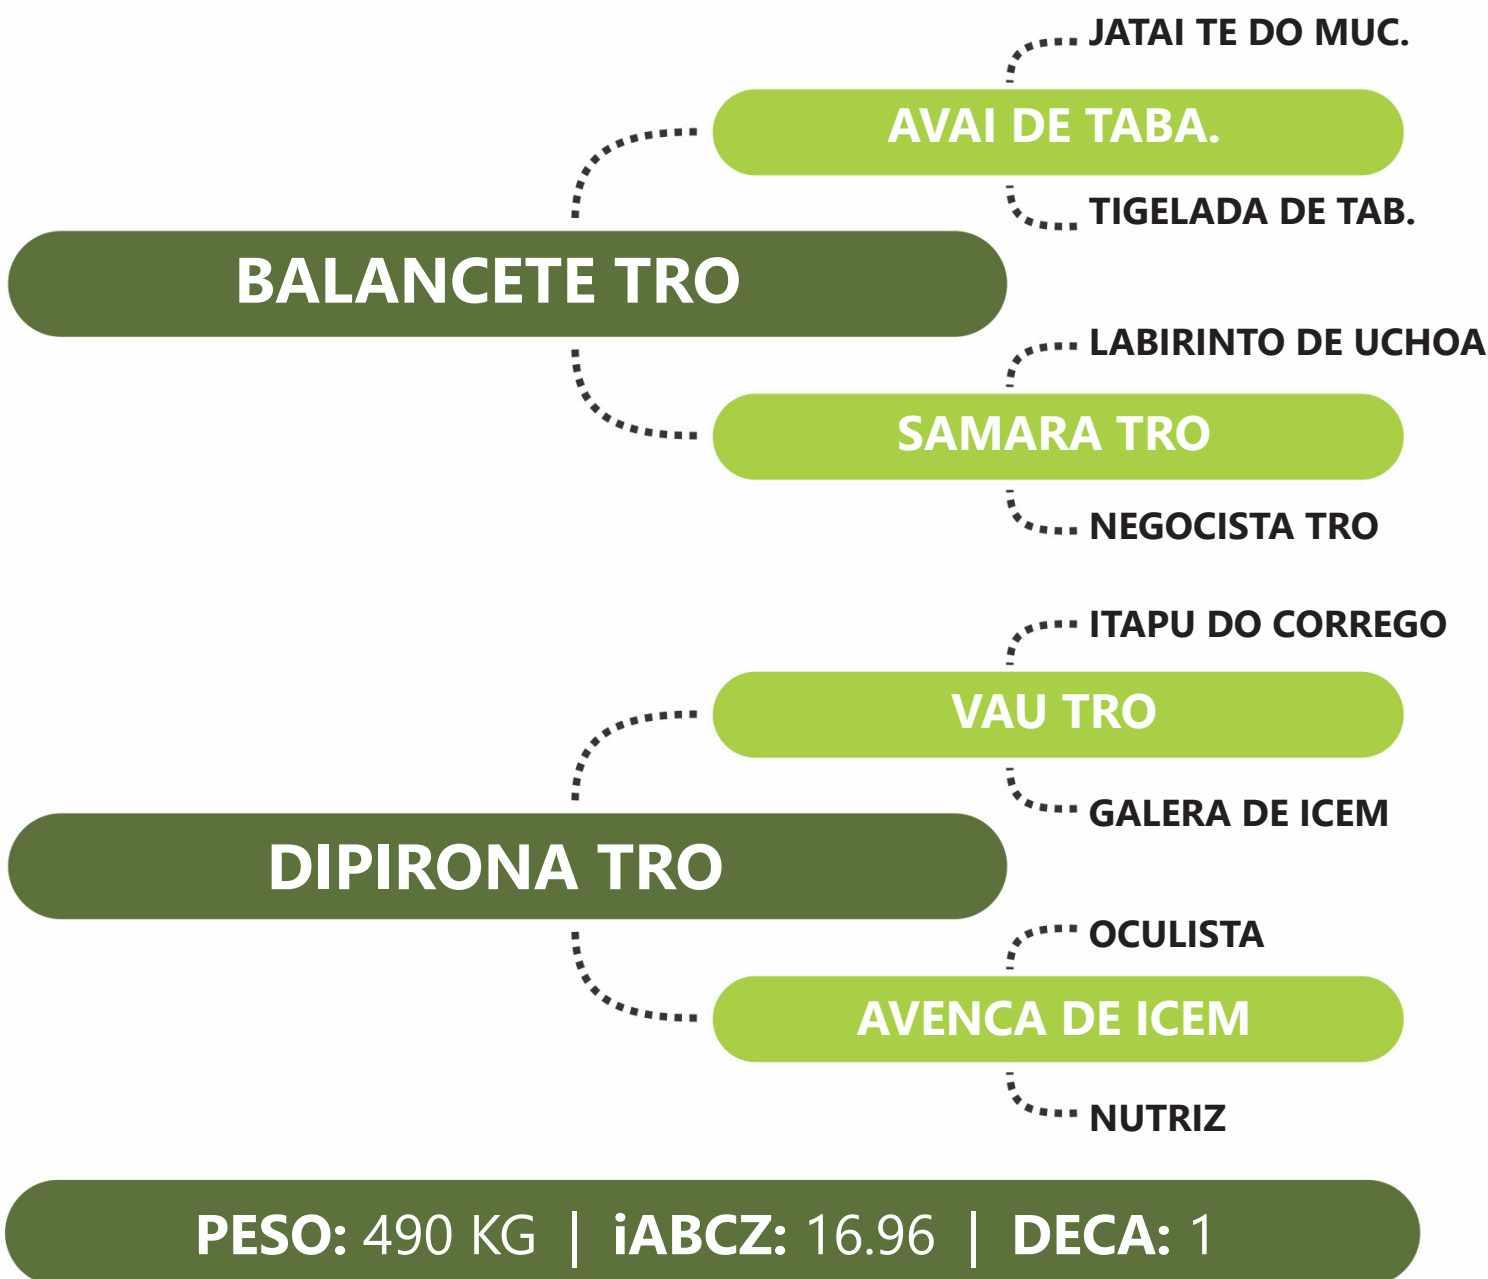 JATAI TE DO MUC.
AVAI DE TABA.
TIGELADA DE TAB.
BALANCETE TRO
LABIRINTO DE UCHOA
SAMARA TRO
NEGOCISTA TRO
ITAPU DO CORREGO
VAU TRO
GALERA DE ICEM
DIPIRONA TRO
OCULISTA
AVENCA DE ICEM
NUTRIZ
PESO: 490 KG | iABCZ: 16.96 | DECA: 1